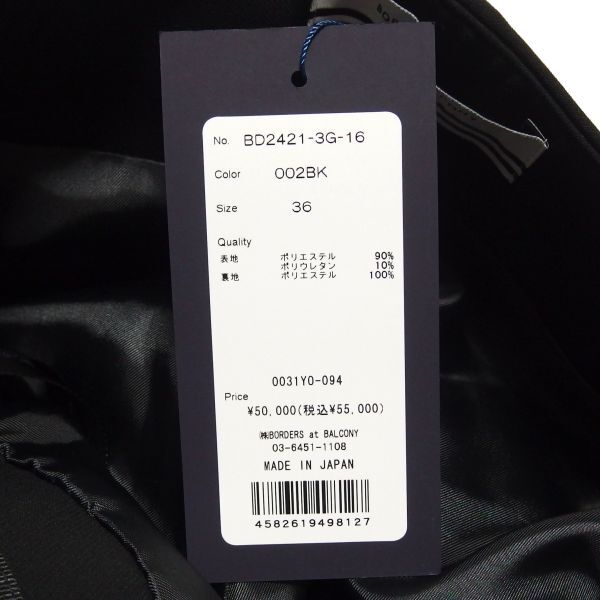 No. BD2421-3G-16
Color 002BK
Size 36
Quality
表地 ポリエステル 90%
ポリウレタン 10%
裏地 ポリエステル 100%
0031Y0-094
Price
¥50,000(税込¥55,000)
㈱BORDERS at BALCONY
03-6451-1108
MADE IN JAPAN
4582619498127